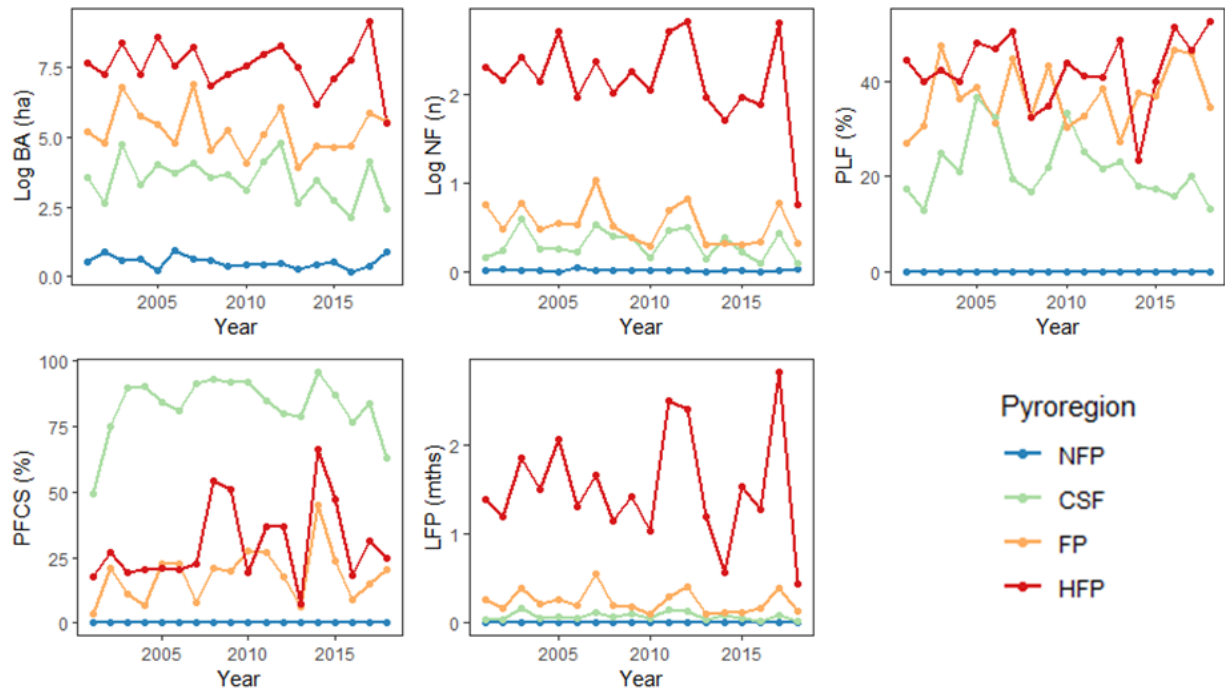 Log BA (ha)
7.5
5.0
2.5
0.0
2005
2010
2015
Year
Log NF (n)
2
1
0
2005
2010
2015
Year
PLF (%)
40
20
0
2005
2010
2015
Year
PFCS (%)
100
75
50
25
0
2005
2010
2015
Year
LFP (mths)
2
1
0
2005
2010
2015
Year
Pyroregion
NFP
CSF
FP
HFP